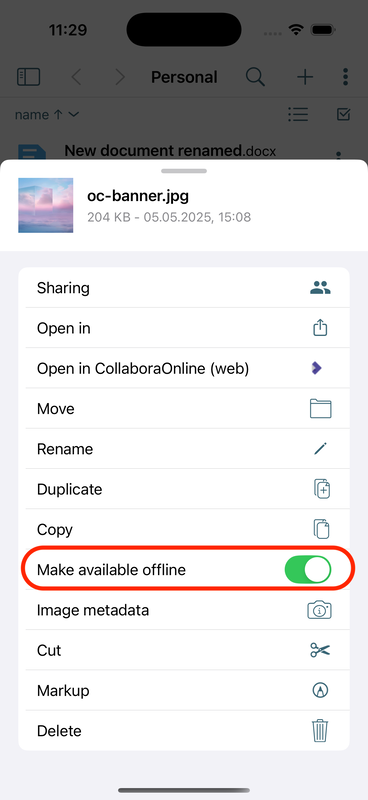 11:29
Personal
name ↑
New document renamed.docx
oc-banner.jpg
204 KB - 05.05.2025, 15:08
Sharing
Open in
Open in CollaboraOnline (web)
Move
Rename
Duplicate
Copy
Make available offline
Image metadata
Cut
Markup
Delete